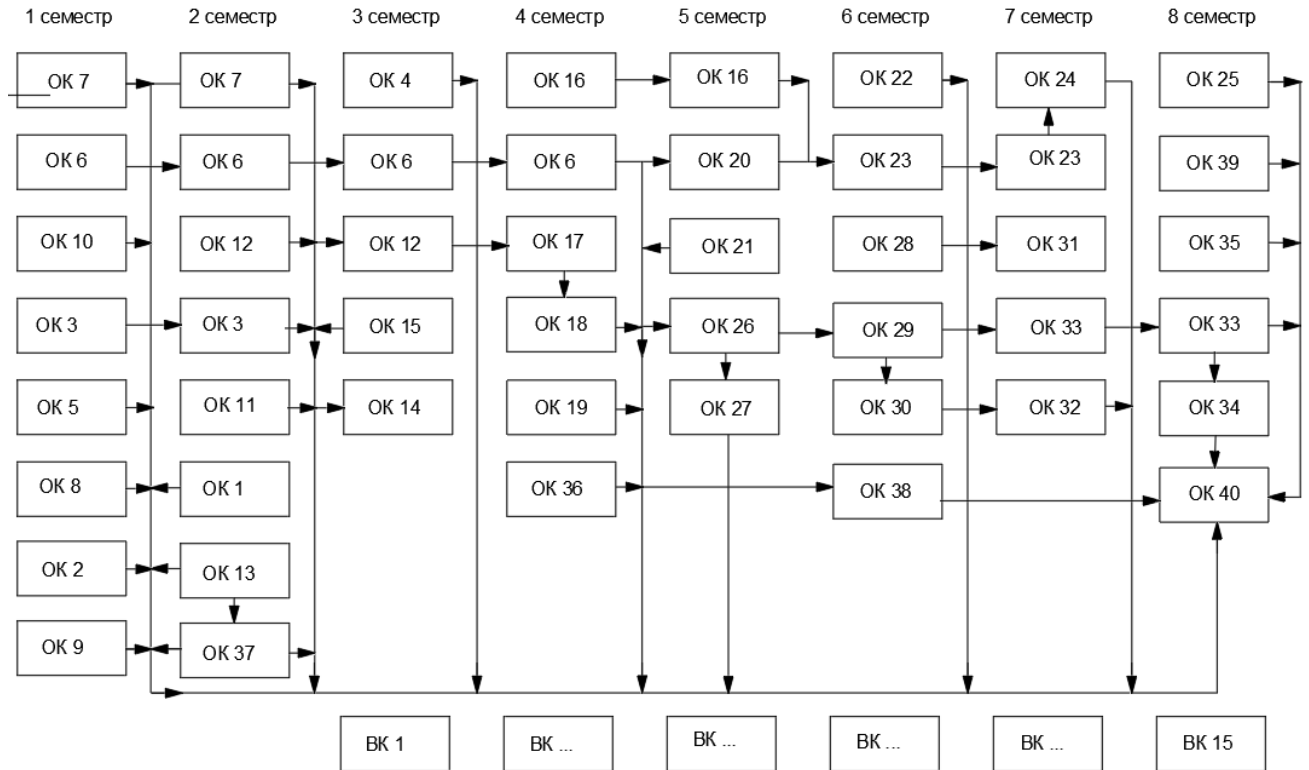 1 семестр 2 семестр 3 семестр 4 семестр 5 семестр 6 семестр 7 семестр 8 семестр
ОК 7 ОК 7 ОК 4 ОК 16 ОК 16 ОК 22 ОК 24 ОК 25
ОК 6 ОК 6 ОК 6 ОК 6 ОК 20 ОК 23 ОК 23 ОК 39
ОК 10 ОК 12 ОК 12 ОК 17 ОК 21 ОК 28 ОК 31 ОК 35
ОК 3 ОК 3 ОК 15 ОК 18 ОК 26 ОК 29 ОК 33 ОК 33
ОК 5 ОК 11 ОК 14 ОК 19 ОК 27 ОК 30 ОК 32 ОК 34
ОК 8 ОК 1 ОК 36 ОК 38 ОК 40
ОК 2 ОК 13
ОК 9 ОК 37
ВК 1 ВК ... ВК ... ВК ... ВК ... ВК 15